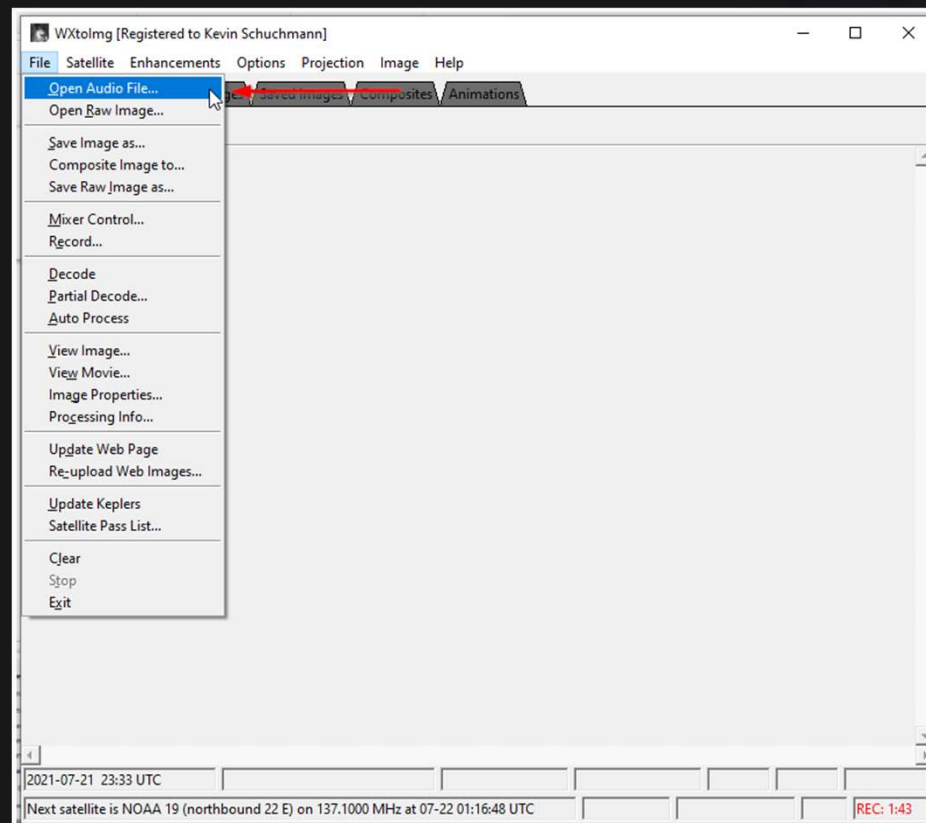 WXtoImg [Registered to Kevin Schuchmann]
File Satellite Enhancements Options Projection Image Help
Saved Images Composites Animations
Open Audio File...
Open Raw Image...
Save Image as...
Composite Image to...
Save Raw Image as...
Mixer Control...
Record...
Decode
Partial Decode...
Auto Process
View Image...
View Movie...
Image Properties...
Processing Info...
Update Web Page
Re-upload Web Images...
Update Keplers
Satellite Pass List...
Clear
Stop
Exit
2021-07-21 23:33 UTC
Next satellite is NOAA 19 (northbound 22 E) on 137.1000 MHz at 07-22 01:16:48 UTC
REC: 1:43